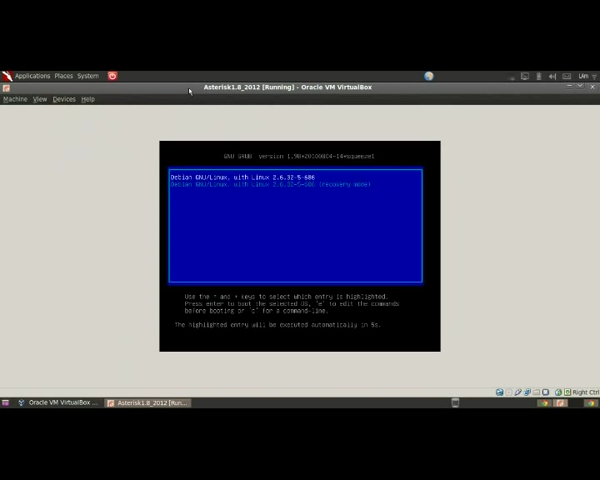 Applications Places System
Asterisk1.8_2012 [Running] - Oracle VM VirtualBox
Machine View Devices Help
GNU GRUB version 1.98+20100804-14+squeeze1
Debian GNU/Linux, with Linux 2.6.32-5-686
Debian GNU/Linux, with Linux 2.6.32-5-686 (recovery mode)
Use the ↑ and ↓ keys to select which entry is highlighted.
Press enter to boot the selected OS, 'e' to edit the commands
before booting or 'c' for a command-line.
The highlighted entry will be executed automatically in 5s.
Right Ctrl
Oracle VM VirtualBox ...
Asterisk1.8_2012 [Run...